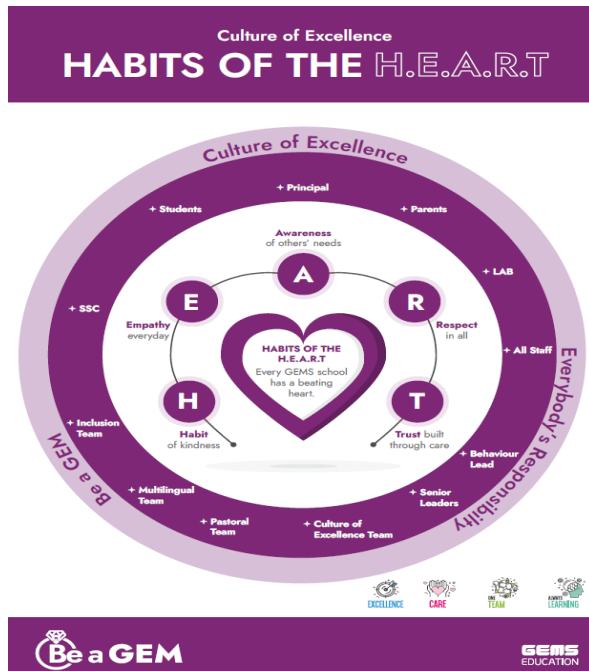 Culture of Excellence
HABITS OF THE H.E.A.R.T
Culture of Excellence
+ Principal
+ Students
+ Parents
Awareness
of others' needs
A
+ LAB
E
R
+ SSC
Empathy
everyday
Respect
in all
HABITS OF THE
H.E.A.R.T
Every GEMS school
has a beating
heart.
+ All Staff
Everybody's Responsibility
H
T
Habit
of kindness
Trust built
through care
+ Inclusion
Team
Be a GEM
+ Behaviour
Lead
+ Multilingual
Team
+ Senior
Leaders
+ Pastoral
Team
+ Culture of
Excellence Team
EXCELLENCE
CARE
ONE
TEAM
ALWAYS
LEARNING
Be a GEM
GEMS
EDUCATION